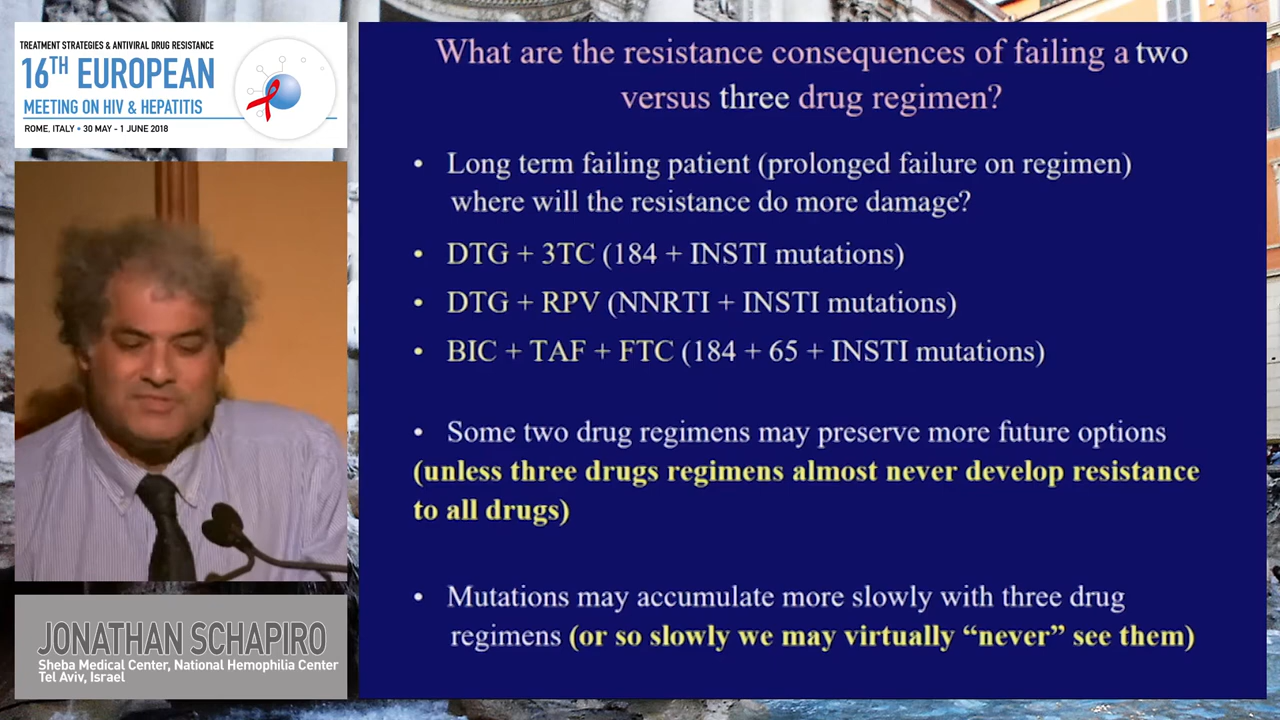 TREATMENT STRATEGIES & ANTIVIRAL DRUG RESISTANCE
16TH EUROPEAN
MEETING ON HIV & HEPATITIS
ROME, ITALY • 30 MAY - 1 JUNE 2018
JONATHAN SCHAPIRO
Sheba Medical Center, National Hemophilia Center
Tel Aviv, Israel
What are the resistance consequences of failing a two
versus three drug regimen?
• Long term failing patient (prolonged failure on regimen)
where will the resistance do more damage?
• DTG + 3TC (184 + INSTI mutations)
• DTG + RPV (NNRTI + INSTI mutations)
• BIC + TAF + FTC (184 + 65 + INSTI mutations)
• Some two drug regimens may preserve more future options
(unless three drugs regimens almost never develop resistance
to all drugs)
• Mutations may accumulate more slowly with three drug
regimens (or so slowly we may virtually “never” see them)